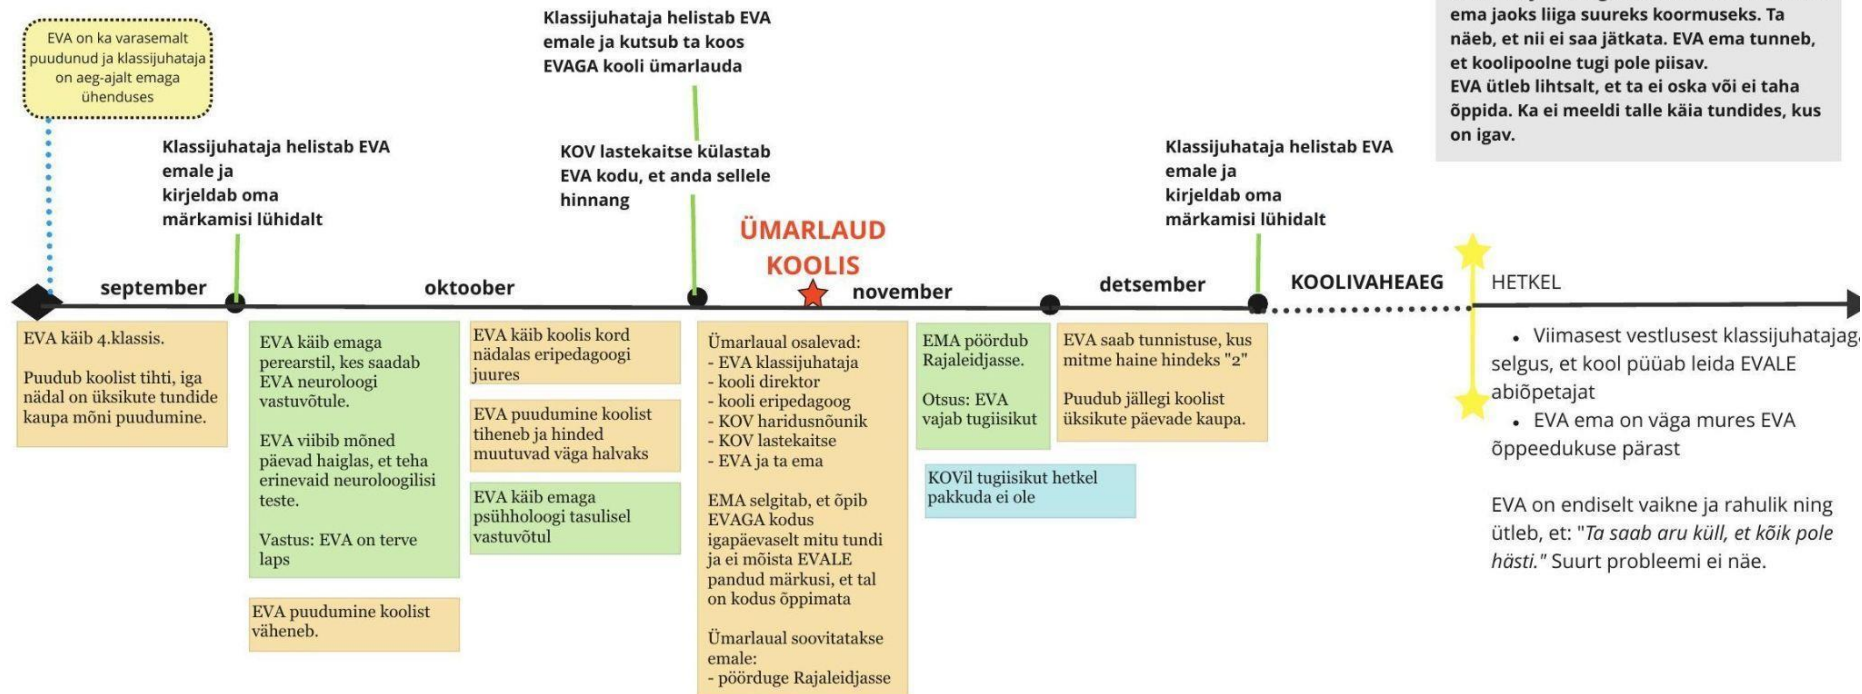 EVA on ka varasemalt
puudunud ja klassijuhataja
on aeg-ajalt emaga
ühenduses
Klassijuhataja helistab EVA
emale ja
kirjeldab oma
märkamisi lühidalt
Klassijuhataja helistab EVA
emale ja kutsub ta koos
EVAGA kooli ümarlauda
KOV lastekaitse külastab
EVA kodu, et anda sellele
hinnang
ÜMARLAUD
KOOLIS
Klassijuhataja helistab EVA
emale ja
kirjeldab oma
märkamisi lühidalt
ema jaoks liiga suureks koormuseks. Ta
näeb, et nii ei saa jätkata. EVA ema tunneb,
et koolipoolne tugi pole piisav.
EVA ütleb lihtsalt, et ta ei oska või ei taha
õppida. Ka ei meeldi talle käia tundides, kus
on igav.
september
oktoober
november
detsember
KOOLIVAHEAEG
HETKEL
EVA käib 4.klassis.
Puudub koolist tihti, iga
nädal on üksikute tundide
kaupa mõni puudumine.
EVA käib emaga
perearstil, kes saadab
EVA neuroloogi
vastuvõtule.
EVA viibib mõned
päevad haiglas, et teha
erinevaid neuroloogilisi
teste.
Vastus: EVA on terve
laps
EVA puudumine koolist
väheneb.
EVA käib koolis kord
nädalas eripedagoogi
juures
EVA puudumine koolist
tiheneb ja hinded
muutuvad väga halvaks
EVA käib emaga
psühholoogi tasulisel
vastuvõtul
Ümarlaual osalevad:
- EVA klassijuhataja
- kooli direktor
- kooli eripedagoog
- KOV haridusnõunik
- KOV lastekaitse
- EVA ja ta ema
EMA selgitab, et õpib
EVAGA kodus
igapäevaselt mitu tundi
ja ei mõista EVALE
pandud märkusi, et tal
on kodus õppimata
Ümarlaual soovitatakse
emale:
- pöörduge Rajaleidjasse
EMA pöördub
Rajaleidjasse.
Otsus: EVA
vajab tugiisikut
KOVil tugiisikut hetkel
pakkuda ei ole
EVA saab tunnistuse, kus
mitme haine hindeks "2"
Puudub jällegi koolist
üksikute päevade kaupa.
• Viimasest vestlusest klassijuhatajaga
selgus, et kool püüab leida EVALE
abiõpetajat
• EVA ema on väga mures EVA
õppeedukuse pärast
EVA on endiselt vaikne ja rahulik ning
ütleb, et: "Ta saab aru küll, et kõik pole
hästi." Suurt probleemi ei näe.